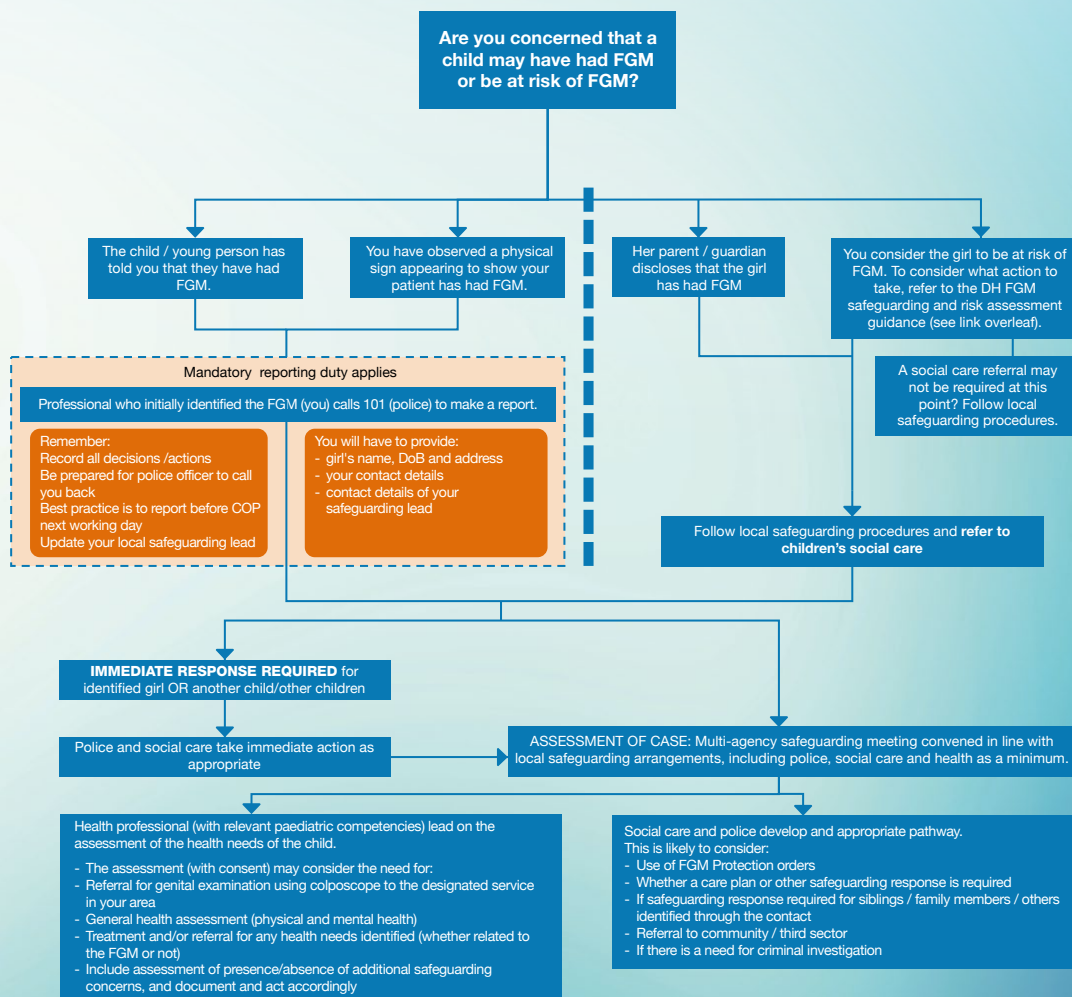 Are you concerned that a
child may have had FGM
or be at risk of FGM?
The child / young person has
told you that they have had
FGM.
You have observed a physical
sign appearing to show your
patient has had FGM.
Her parent / guardian
discloses that the girl
has had FGM
You consider the girl to be at risk of
FGM. To consider what action to
take, refer to the DH FGM
safeguarding and risk assessment
guidance (see link overleaf).
A social care referral may
not be required at this
point? Follow local
safeguarding procedures.
Mandatory reporting duty applies
Professional who initially identified the FGM (you) calls 101 (police) to make a report.
Remember:
Record all decisions /actions
Be prepared for police officer to call
you back
Best practice is to report before COP
next working day
Update your local safeguarding lead
You will have to provide:
- girl's name, DoB and address
- your contact details
- contact details of your
safeguarding lead
Follow local safeguarding procedures and refer to
children's social care
IMMEDIATE RESPONSE REQUIRED for
identified girl OR another child/other children
Police and social care take immediate action as
appropriate
ASSESSMENT OF CASE: Multi-agency safeguarding meeting convened in line with
local safeguarding arrangements, including police, social care and health as a minimum.
Health professional (with relevant paediatric competencies) lead on the
assessment of the health needs of the child.
- The assessment (with consent) may consider the need for:
- Referral for genital examination using colposcope to the designated service
in your area
- General health assessment (physical and mental health)
- Treatment and/or referral for any health needs identified (whether related to
the FGM or not)
- Include assessment of presence/absence of additional safeguarding
concerns, and document and act accordingly
Social care and police develop and appropriate pathway.
This is likely to consider:
- Use of FGM Protection orders
- Whether a care plan or other safeguarding response is required
- If safeguarding response required for siblings / family members / others
identified through the contact
- Referral to community / third sector
- If there is a need for criminal investigation